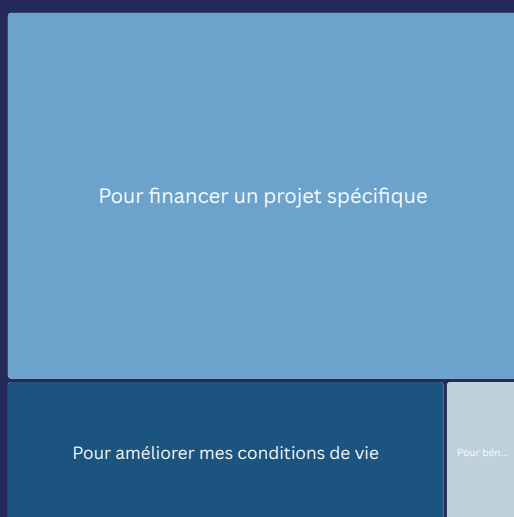 Pour financer un projet spécifique
Pour améliorer mes conditions de vie
Pour bén...